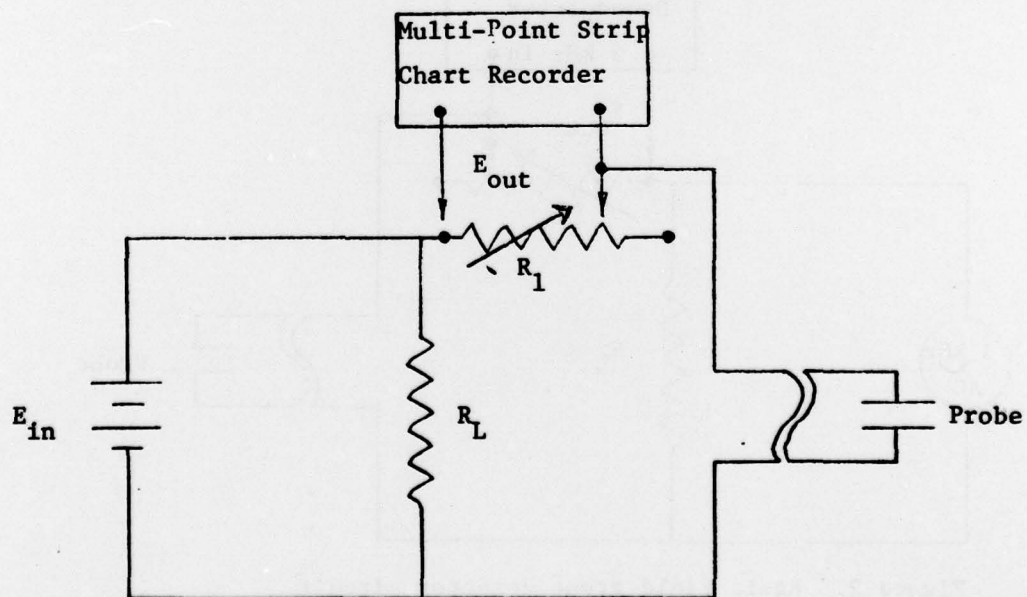 Multi-Point Strip
Chart Recorder
E out
R 1
E in
R L
Probe